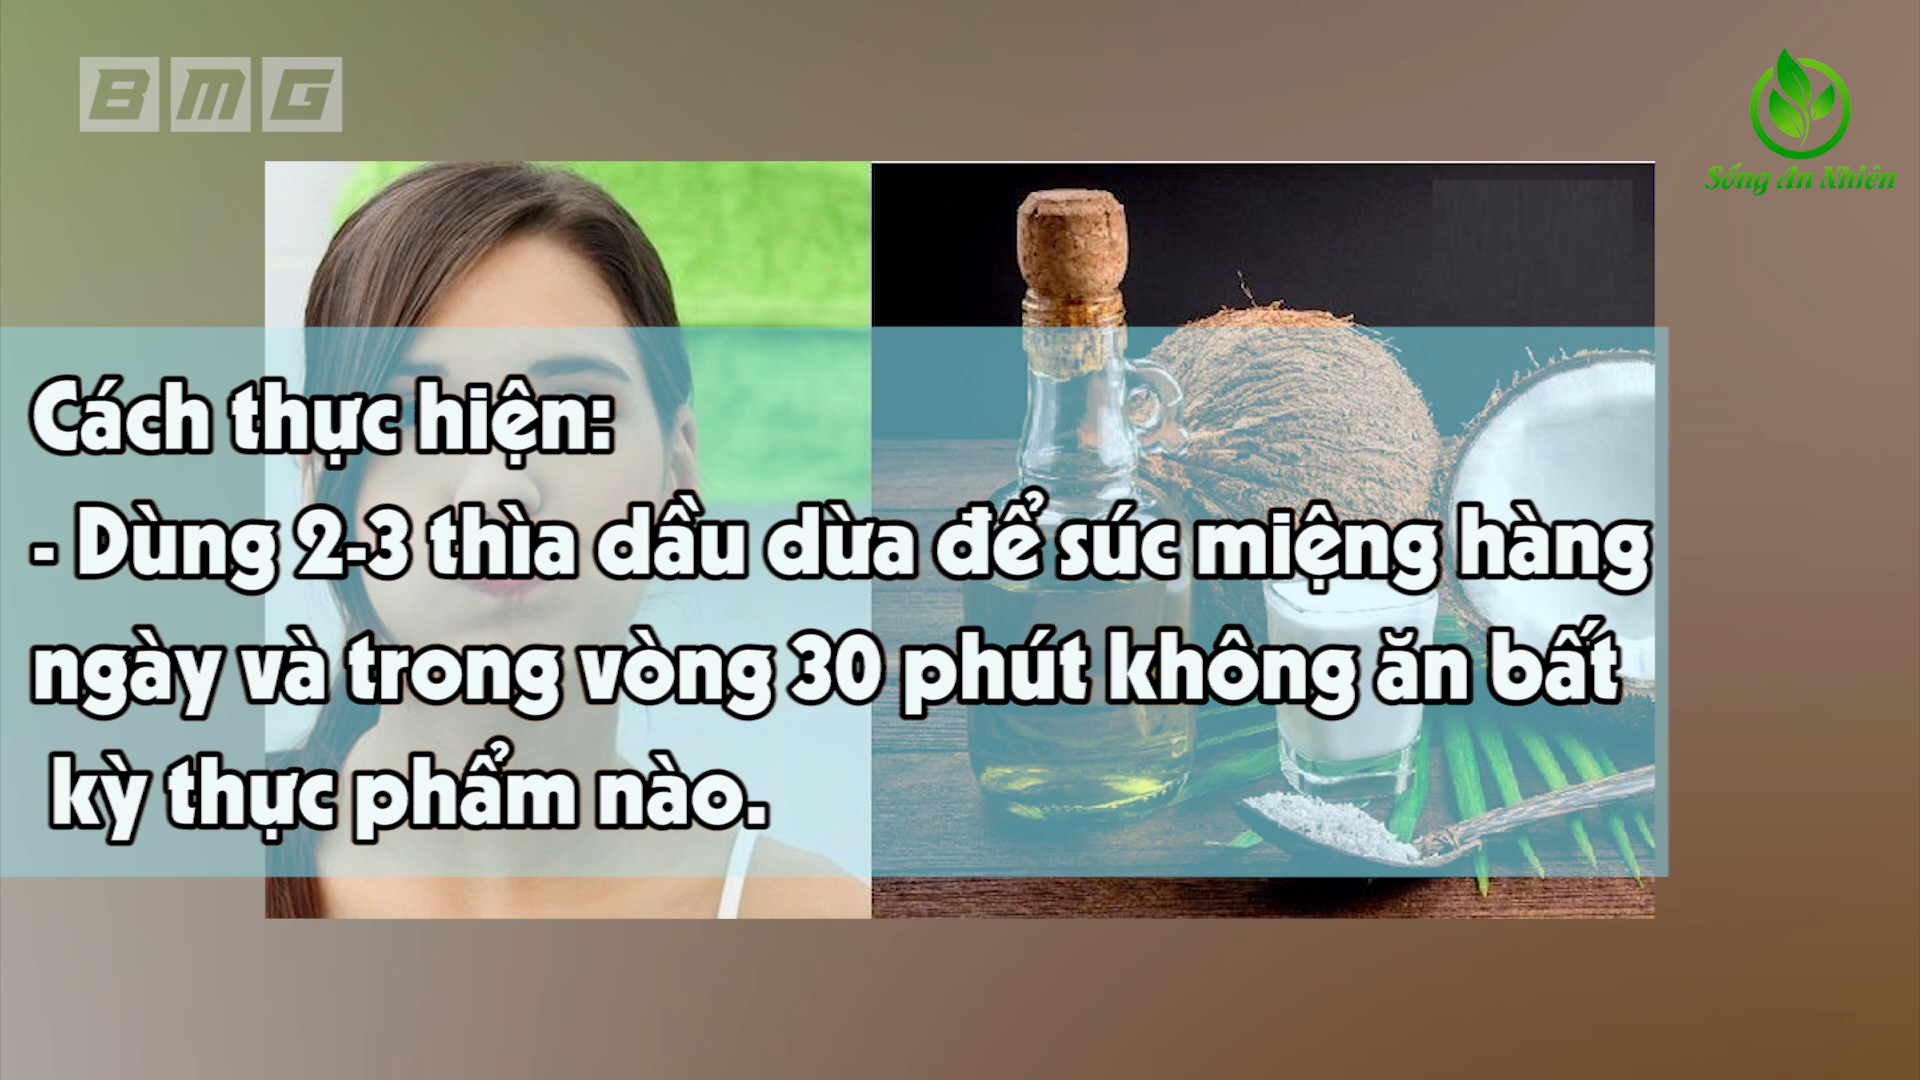 BMG
Sống An Nhiên
Cách thực hiện:
- Dùng 2-3 thìa dầu dừa để súc miệng hàng
ngày và trong vòng 30 phút không ăn bất
kỳ thực phẩm nào.